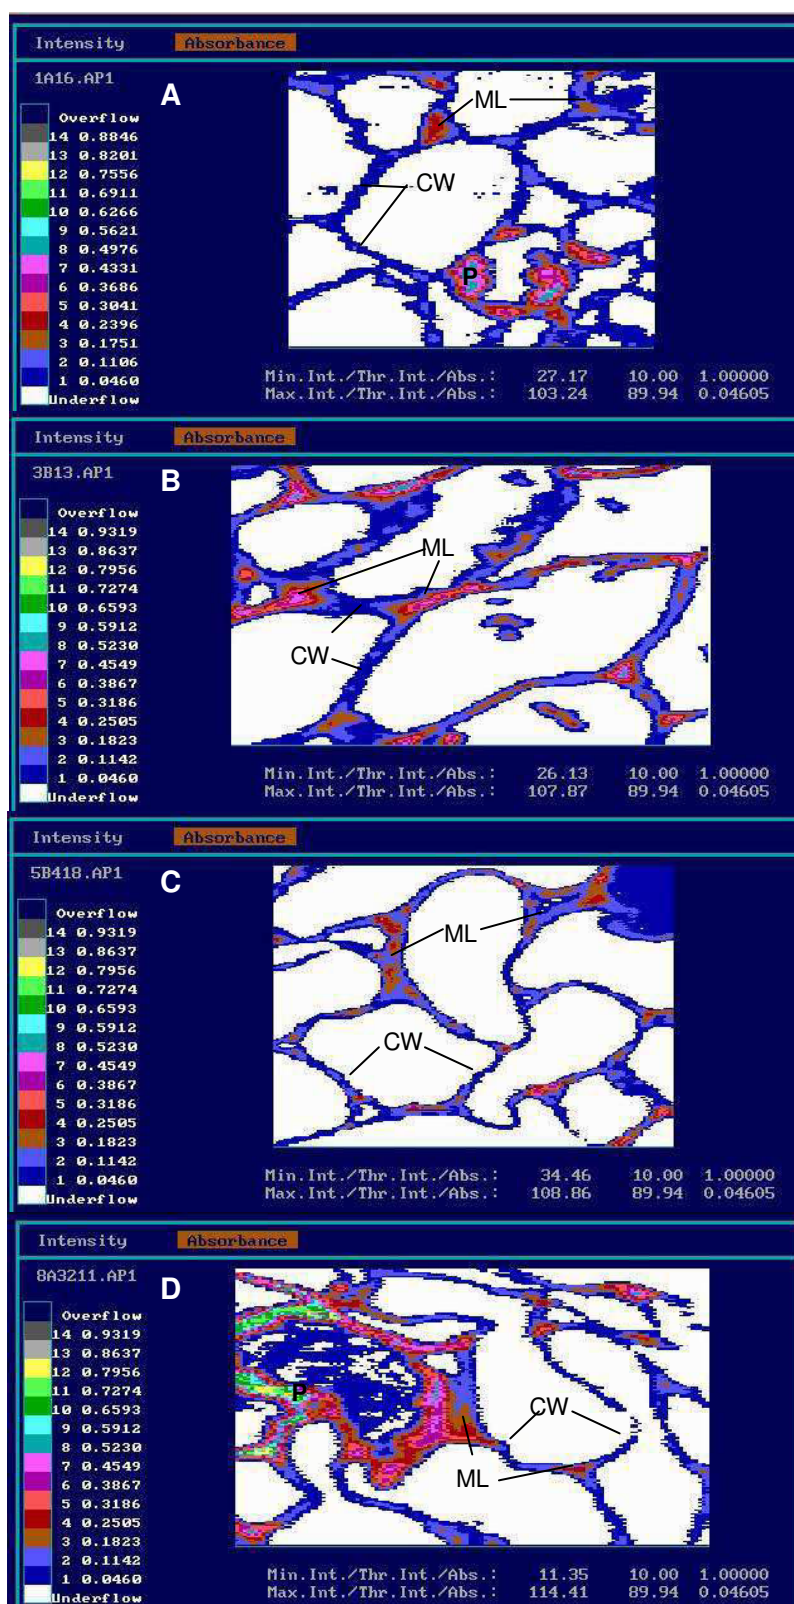 Intensity Absorbance
1A16.AP1
A
Overflow
14 0.8846
13 0.8201
12 0.7556
11 0.6911
10 0.6266
9 0.5621
8 0.4976
7 0.4331
6 0.3686
5 0.3041
4 0.2396
3 0.1751
2 0.1106
1 0.0460
Underflow
ML
CW
P
Min.Int./Thr.Int./Abs.: 27.17 10.00 1.00000
Max.Int./Thr.Int./Abs.: 103.24 89.94 0.04605
Intensity Absorbance
3B13.AP1
B
Overflow
14 0.9319
13 0.8637
12 0.7956
11 0.7274
10 0.6593
9 0.5912
8 0.5230
7 0.4549
6 0.3867
5 0.3186
4 0.2505
3 0.1823
2 0.1142
1 0.0460
Underflow
ML
CW
Min.Int./Thr.Int./Abs.: 26.13 10.00 1.00000
Max.Int./Thr.Int./Abs.: 107.87 89.94 0.04605
Intensity Absorbance
5B418.AP1
C
Overflow
14 0.9319
13 0.8637
12 0.7956
11 0.7274
10 0.6593
9 0.5912
8 0.5230
7 0.4549
6 0.3867
5 0.3186
4 0.2505
3 0.1823
2 0.1142
1 0.0460
Underflow
ML
CW
Min.Int./Thr.Int./Abs.: 34.46 10.00 1.00000
Max.Int./Thr.Int./Abs.: 108.86 89.94 0.04605
Intensity Absorbance
8A3211.AP1
D
Overflow
14 0.9319
13 0.8637
12 0.7956
11 0.7274
10 0.6593
9 0.5912
8 0.5230
7 0.4549
6 0.3867
5 0.3186
4 0.2505
3 0.1823
2 0.1142
1 0.0460
Underflow
P
CW
ML
Min.Int./Thr.Int./Abs.: 11.35 10.00 1.00000
Max.Int./Thr.Int./Abs.: 114.41 89.94 0.04605